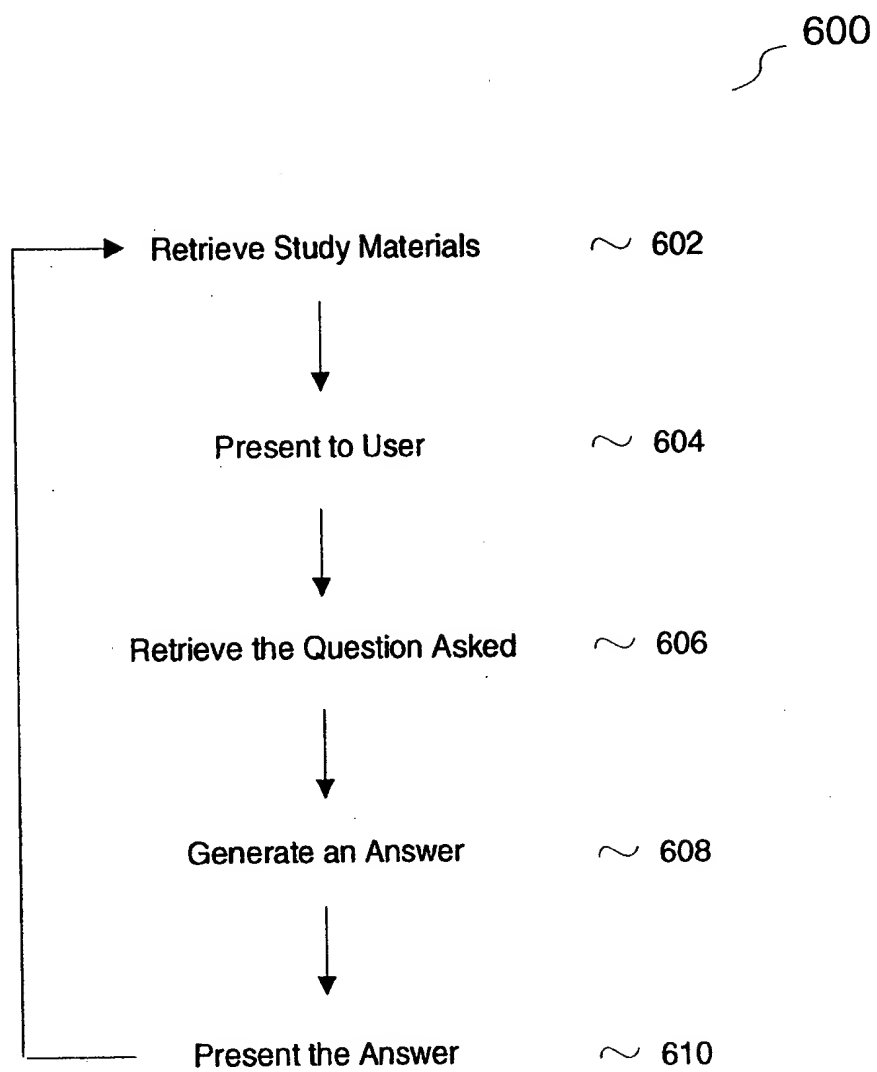 600
Retrieve Study Materials 602
Present to User 604
Retrieve the Question Asked 606
Generate an Answer 608
Present the Answer 610